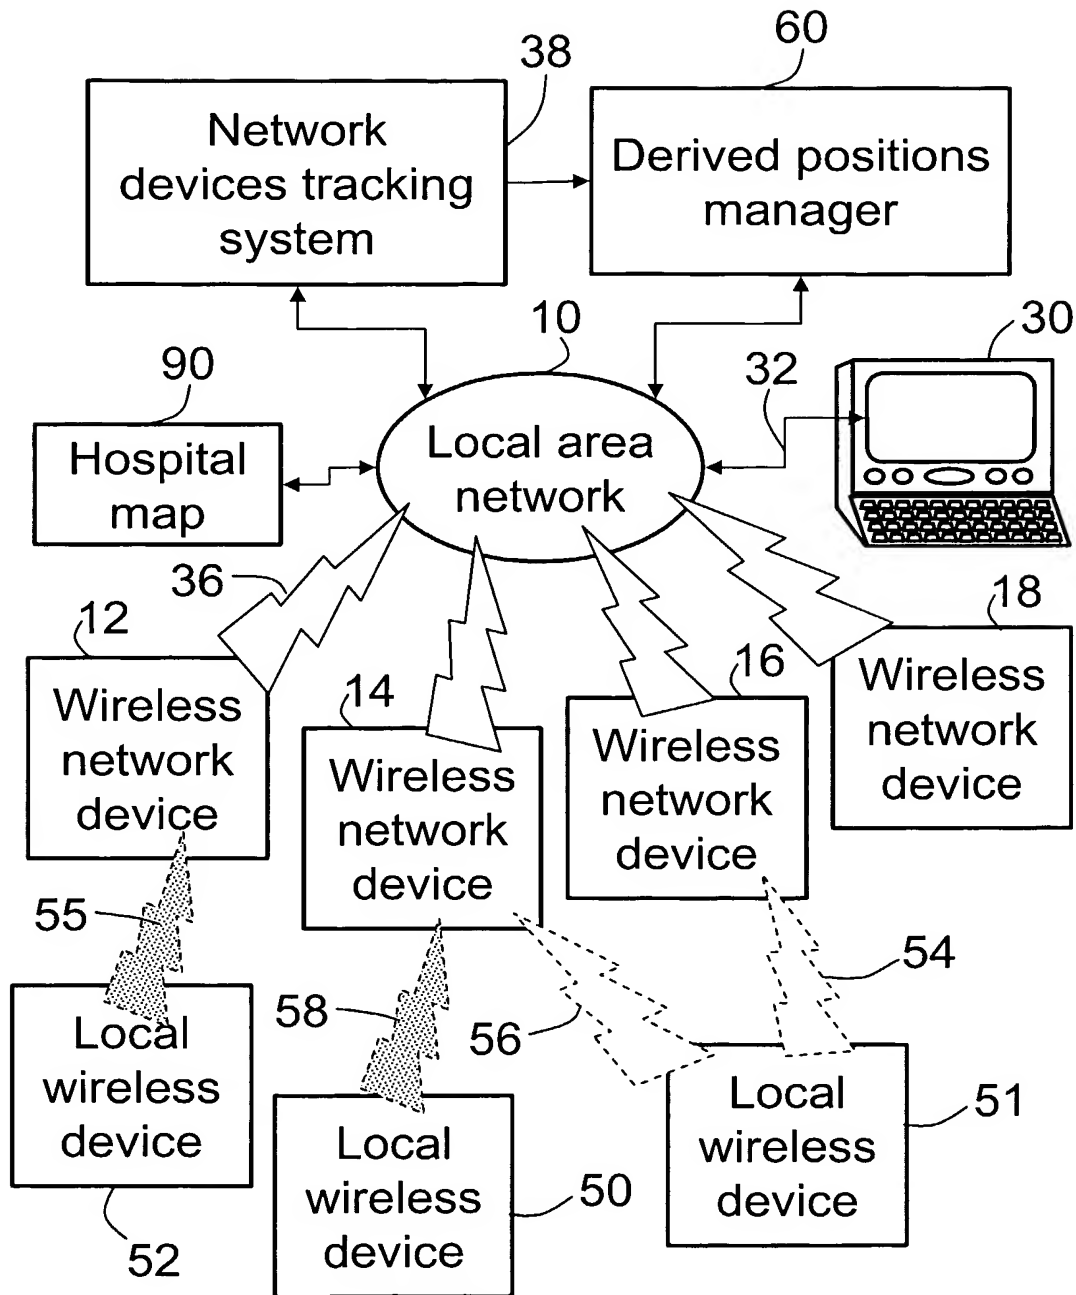 60
38
Network
devices tracking
system
Derived positions
manager
10
30
90
32
Hospital
map
Local area
network
36
12
18
14
16
Wireless
network
device
Wireless
network
device
Wireless
network
device
Wireless
network
device
55
58
56
54
Local
wireless
device
Local
wireless
device
Local
wireless
device
51
50
52